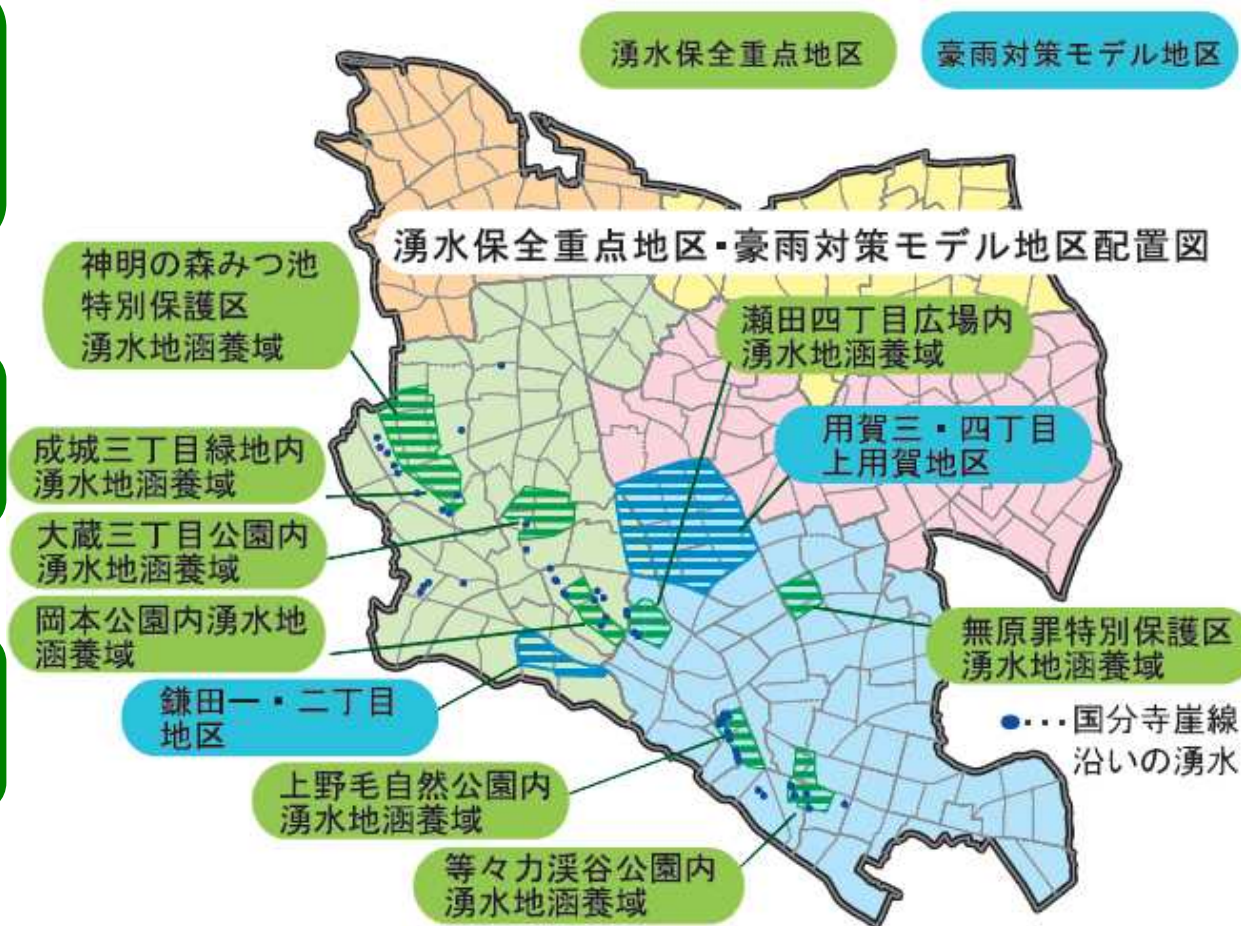 湧水保全重点地区
豪雨対策モデル地区
湧水保全重点地区・豪雨対策モデル地区配置図
神明の森みつ池
特別保護区
湧水地涵養域
瀬田四丁目広場内
湧水地涵養域
用賀三・四丁目
上用賀地区
成城三丁目緑地内
湧水地涵養域
大蔵三丁目公園内
湧水地涵養域
岡本公園内湧水地
涵養域
無原罪特別保護区
湧水地涵養域
鎌田一・二丁目
地区
●・・・国分寺崖線
沿いの湧水
上野毛自然公園内
湧水地涵養域
等々力渓谷公園内
湧水地涵養域